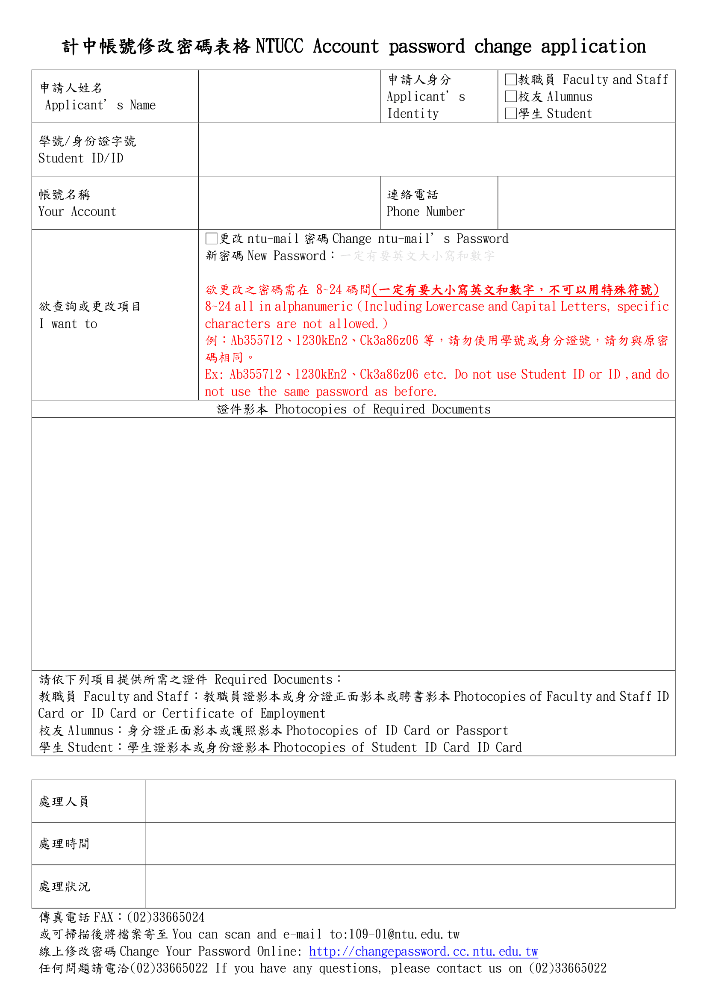 計中帳號修改密碼表格 NTUCC Account password change application
申請人姓名
Applicant's Name
申請人身分
Applicant's
Identity
□教職員 Faculty and Staff
□校友 Alumnus
□學生 Student
學號/身份證字號
Student ID/ID
帳號名稱
Your Account
連絡電話
Phone Number
欲查詢或更改項目
I want to
□更改 ntu-mail 密碼 Change ntu-mail's Password
新密碼 New Password：一定有要英文大小寫和數字
欲更改之密碼需在 8~24 碼間(一定有要大小寫英文和數字，不可以用特殊符號)
8~24 all in alphanumeric (Including Lowercase and Capital Letters, specific
characters are not allowed.)
例：Ab355712、1230kEn2、Ck3a86z06 等，請勿使用學號或身分證號，請勿與原密
碼相同。
Ex: Ab355712、1230kEn2、Ck3a86z06 etc. Do not use Student ID or ID ,and do
not use the same password as before.
證件影本 Photocopies of Required Documents
請依下列項目提供所需之證件 Required Documents：
教職員 Faculty and Staff：教職員證影本或身分證正面影本或聘書影本 Photocopies of Faculty and Staff ID
Card or ID Card or Certificate of Employment
校友 Alumnus：身分證正面影本或護照影本 Photocopies of ID Card or Passport
學生 Student：學生證影本或身份證影本 Photocopies of Student ID Card ID Card
處理人員
處理時間
處理狀況
傳真電話 FAX：(02)33665024
或可掃描後將檔案寄至 You can scan and e-mail to:109-01@ntu.edu.tw
線上修改密碼 Change Your Password Online: http://changepassword.cc.ntu.edu.tw
任何問題請電洽(02)33665022 If you have any questions, please contact us on (02)33665022